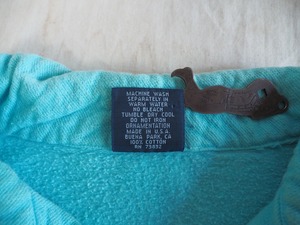 MACHINE WASH
SEPARATELY IN
WARM WATER
NO BLEACH
TUMBLE DRY COOL
DO NOT IRON
ORNAMENTATION
MADE IN U.S.A.
BUENA PARK, CA
100% COTTON
RN 75892